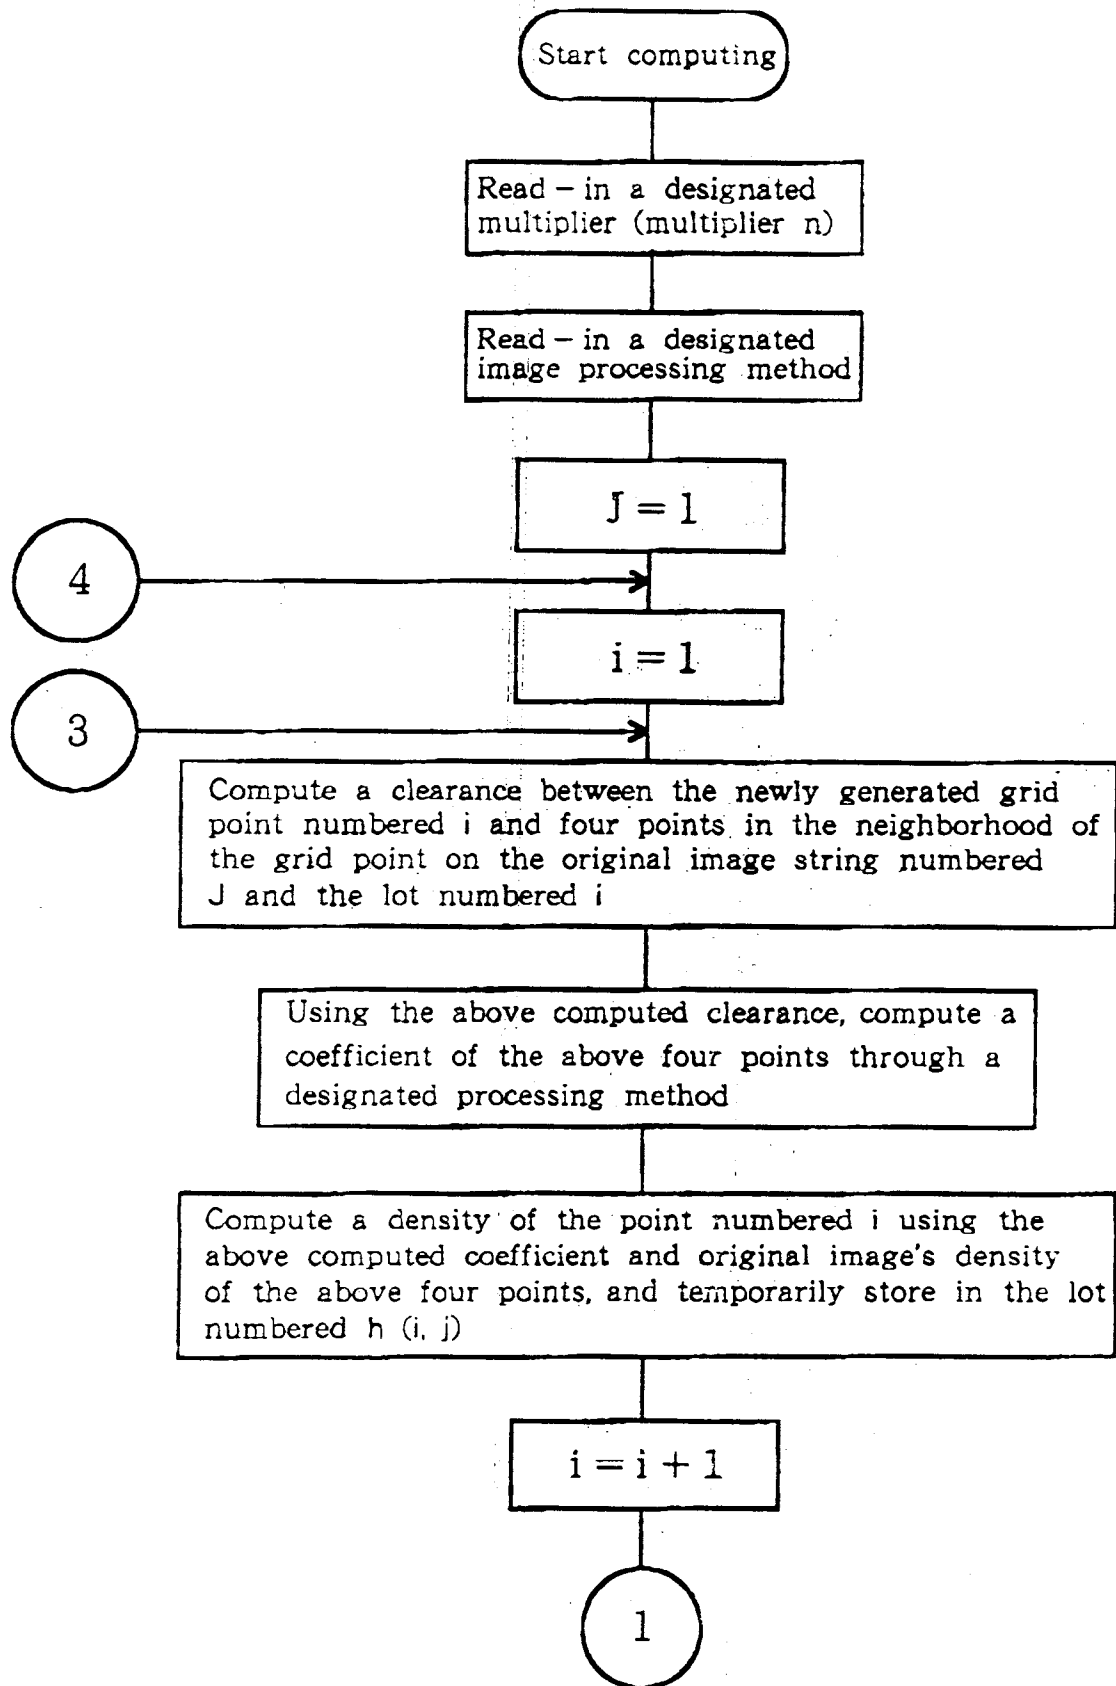 Start computing
Read – in a designated
multiplier (multiplier n)
Read – in a designated
image processing method
J = 1
4
i = 1
3
Compute a clearance between the newly generated grid
point numbered i and four points in the neighborhood of
the grid point on the original image string numbered
J and the lot numbered i
Using the above computed clearance, compute a
coefficient of the above four points through a
designated processing method
Compute a density of the point numbered i using the
above computed coefficient and original image's density
of the above four points, and temporarily store in the lot
numbered h (i, j)
i = i + 1
1